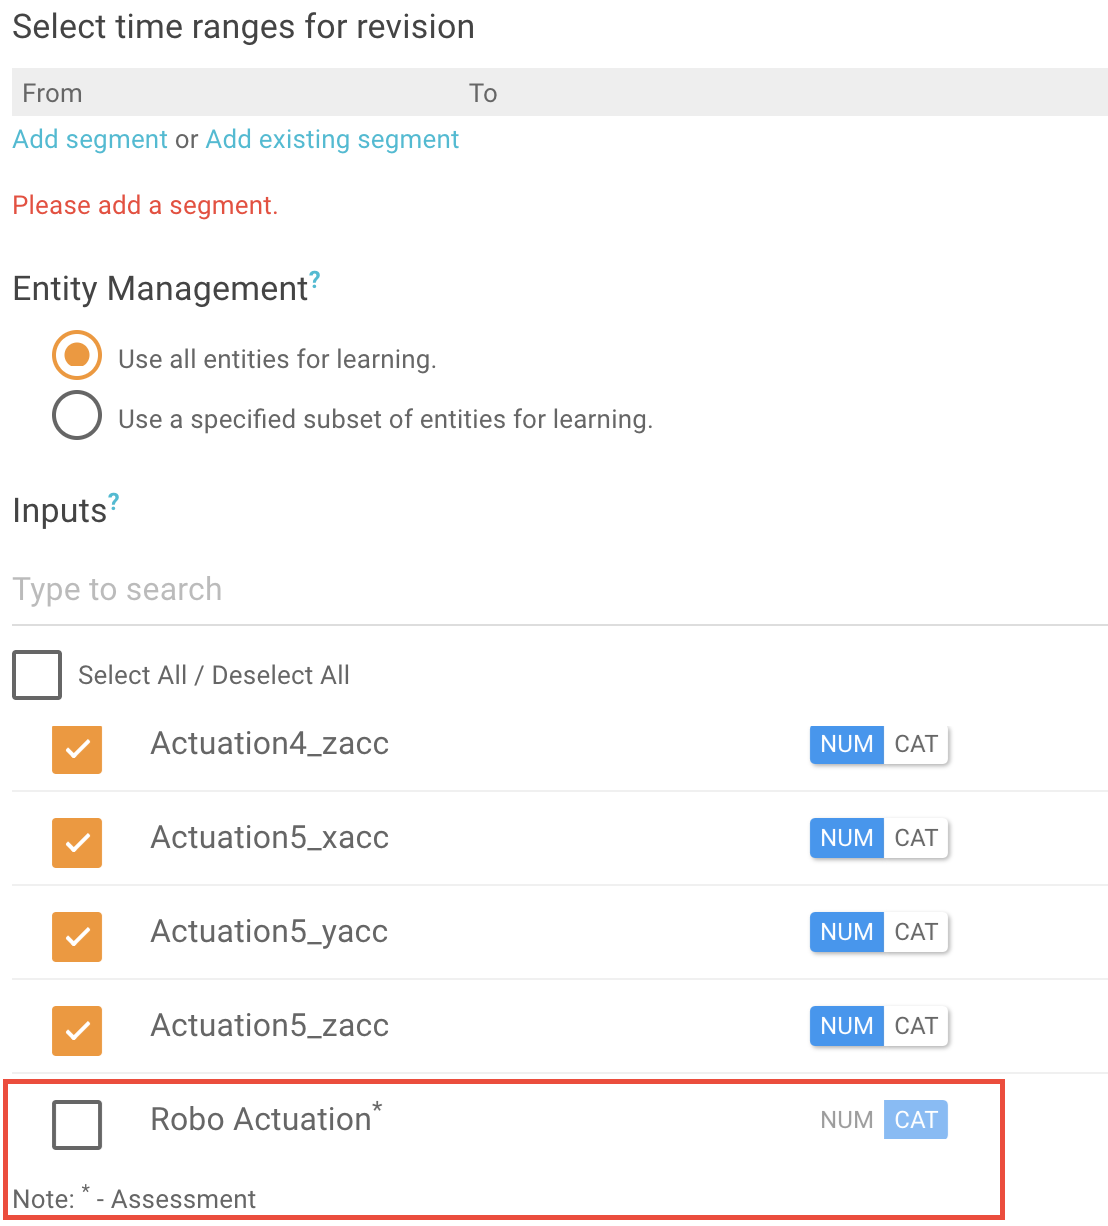 Select time ranges for revision
From To
Add segment or Add existing segment
Please add a segment.
Entity Management?
Use all entities for learning.
Use a specified subset of entities for learning.
Inputs?
Type to search
Select All / Deselect All
Actuation4_zacc NUM CAT
Actuation5_xacc NUM CAT
Actuation5_yacc NUM CAT
Actuation5_zacc NUM CAT
Robo Actuation* NUM CAT
Note: * - Assessment